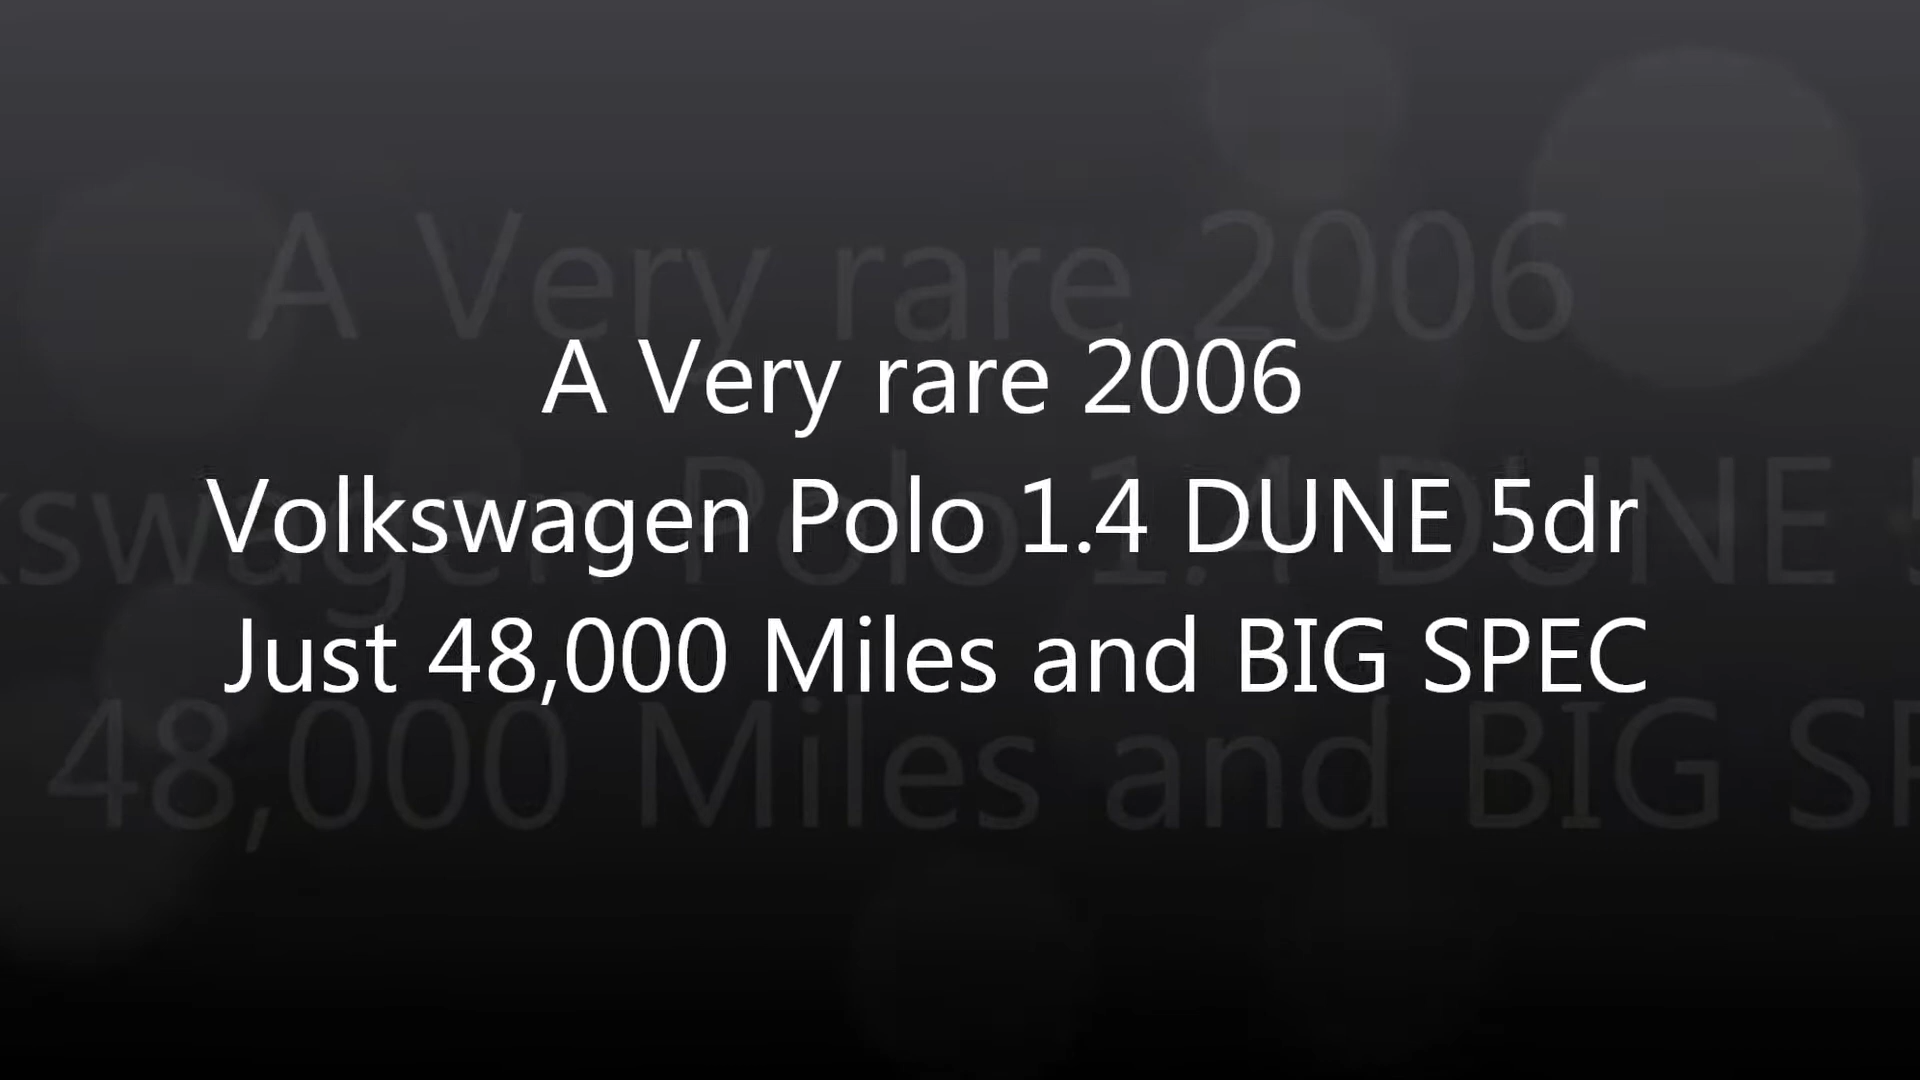 A Very rare 2006
Volkswagen Polo 1.4 DUNE 5dr
Just 48,000 Miles and BIG SPEC